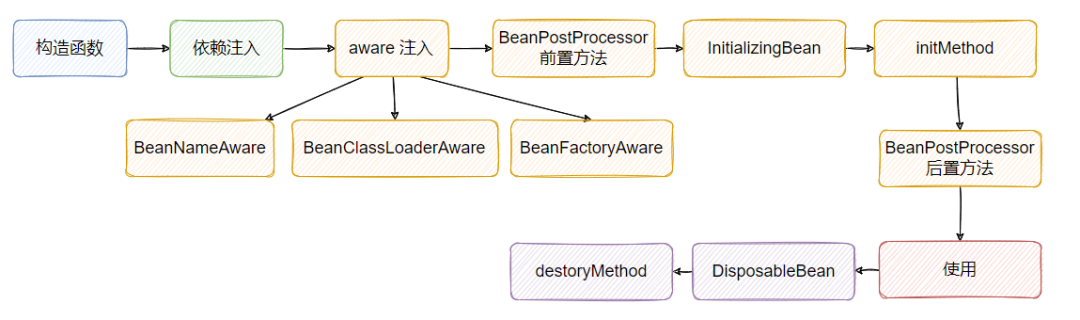 构造函数
依赖注入
aware 注入
BeanPostProcessor
前置方法
InitializingBean
initMethod
BeanNameAware
BeanClassLoaderAware
BeanFactoryAware
BeanPostProcessor
后置方法
destoryMethod
DisposableBean
使用